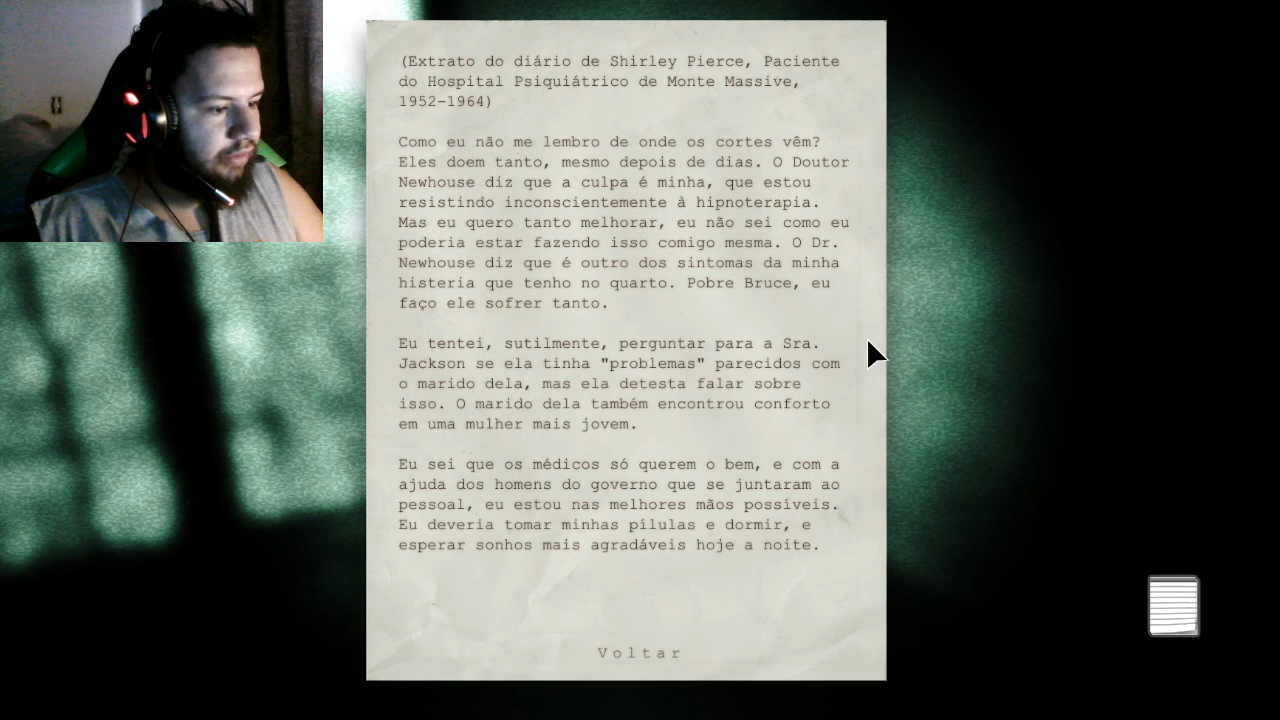 (Extrato do diário de Shirley Pierce, Paciente
do Hospital Psiquiátrico de Monte Massive,
1952-1964)
Como eu não me lembro de onde os cortes vêm?
Eles doem tanto, mesmo depois de dias. O Doutor
Newhouse diz que a culpa é minha, que estou
resistindo inconscientemente à hipnoterapia.
Mas eu quero tanto melhorar, eu não sei como eu
poderia estar fazendo isso comigo mesma. O Dr.
Newhouse diz que é outro dos sintomas da minha
histeria que tenho no quarto. Pobre Bruce, eu
faço ele sofrer tanto.
Eu tentei, sutilmente, perguntar para a Sra.
Jackson se ela tinha "problemas" parecidos com
o marido dela, mas ela detesta falar sobre
isso. O marido dela também encontrou conforto
em uma mulher mais jovem.
Eu sei que os médicos só querem o bem, e com a
ajuda dos homens do governo que se juntaram ao
pessoal, eu estou nas melhores mãos possíveis.
Eu deveria tomar minhas pílulas e dormir, e
esperar sonhos mais agradáveis hoje a noite.
Voltar